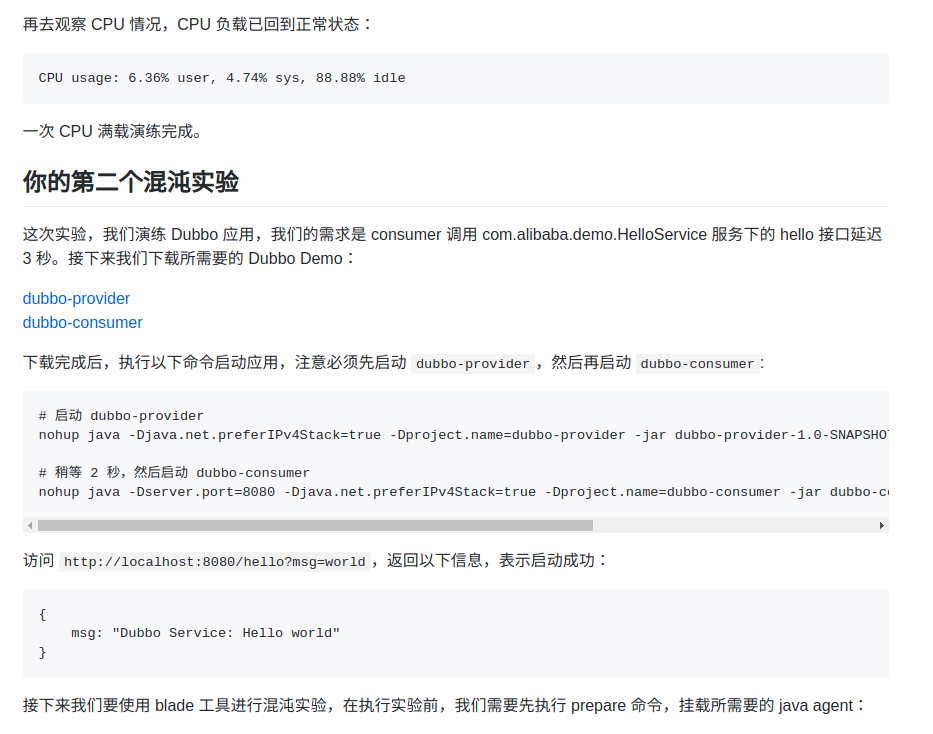 再去观察 CPU 情况，CPU 负载已回到正常状态：
CPU usage: 6.36% user, 4.74% sys, 88.88% idle
一次 CPU 满载演练完成。
你的第二个混沌实验
这次实验，我们演练 Dubbo 应用，我们的需求是 consumer 调用 com.alibaba.demo.HelloService 服务下的 hello 接口延迟
3 秒。接下来我们下载所需要的 Dubbo Demo：
dubbo-provider
dubbo-consumer
下载完成后，执行以下命令启动应用，注意必须先启动 dubbo-provider，然后再启动 dubbo-consumer:
# 启动 dubbo-provider
nohup java -Djava.net.preferIPv4Stack=true -Dproject.name=dubbo-provider -jar dubbo-provider-1.0-SNAPSHO
# 稍等 2 秒，然后启动 dubbo-consumer
nohup java -Dserver.port=8080 -Djava.net.preferIPv4Stack=true -Dproject.name=dubbo-consumer -jar dubbo-c
访问 http://localhost:8080/hello?msg=world，返回以下信息，表示启动成功：
{
    msg: "Dubbo Service: Hello world"
}
接下来我们要使用 blade 工具进行混沌实验，在执行实验前，我们需要先执行 prepare 命令，挂载所需要的 java agent：